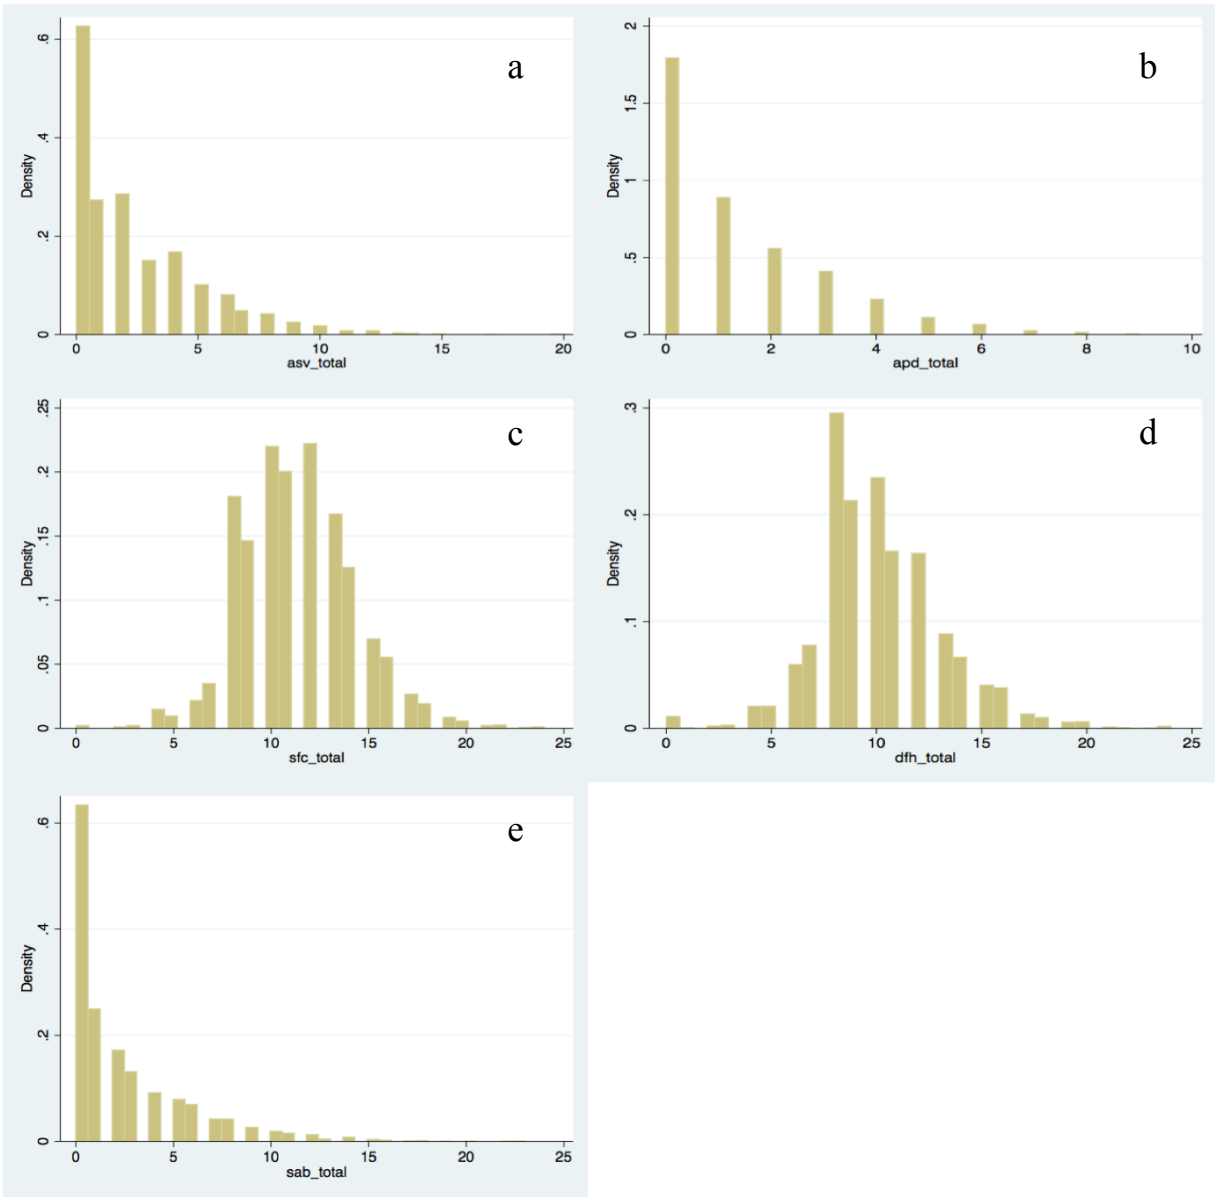 a
Density
0 .2 .4 .6
0 5 10 15 20
asv_total
b
Density
0 .5 1 1.5 2
0 2 4 6 8 10
apd_total
c
Density
0 .05 .1 .15 .2 .25
0 5 10 15 20 25
sfc_total
d
Density
0 .1 .2 .3
0 5 10 15 20 25
dfh_total
e
Density
0 .2 .4 .6
0 5 10 15 20 25
sab_total